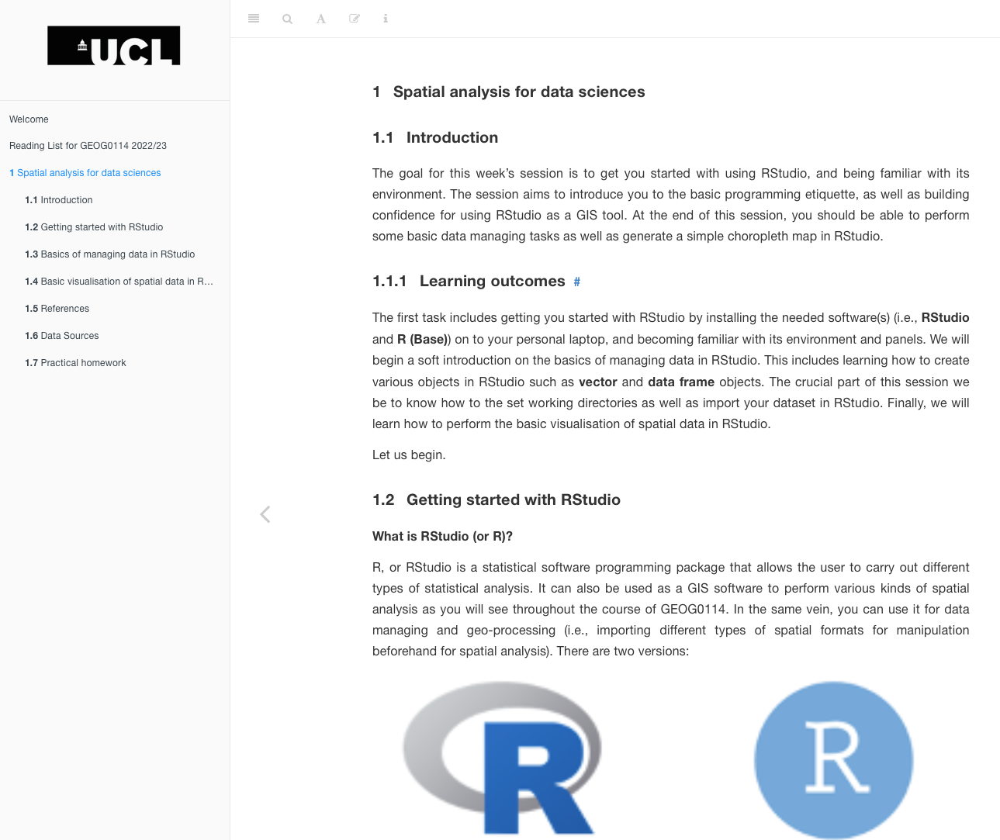 UCL
Welcome
Reading List for GEOG0114 2022/23
1 Spatial analysis for data sciences
1.1 Introduction
1.2 Getting started with RStudio
1.3 Basics of managing data in RStudio
1.4 Basic visualisation of spatial data in R…
1.5 References
1.6 Data Sources
1.7 Practical homework
1 Spatial analysis for data sciences
1.1 Introduction
The goal for this week’s session is to get you started with using RStudio, and being familiar with its
environment. The session aims to introduce you to the basic programming etiquette, as well as building
confidence for using RStudio as a GIS tool. At the end of this session, you should be able to perform
some basic data managing tasks as well as generate a simple choropleth map in RStudio.
1.1.1 Learning outcomes #
The first task includes getting you started with RStudio by installing the needed software(s) (i.e., RStudio
and R (Base)) on to your personal laptop, and becoming familiar with its environment and panels. We will
begin a soft introduction on the basics of managing data in RStudio. This includes learning how to create
various objects in RStudio such as vector and data frame objects. The crucial part of this session we
be to know how to the set working directories as well as import your dataset in RStudio. Finally, we will
learn how to perform the basic visualisation of spatial data in RStudio.
Let us begin.
1.2 Getting started with RStudio
What is RStudio (or R)?
R, or RStudio is a statistical software programming package that allows the user to carry out different
types of statistical analysis. It can also be used as a GIS software to perform various kinds of spatial
analysis as you will see throughout the course of GEOG0114. In the same vein, you can use it for data
managing and geo-processing (i.e., importing different types of spatial formats for manipulation
beforehand for spatial analysis). There are two versions:
R
R